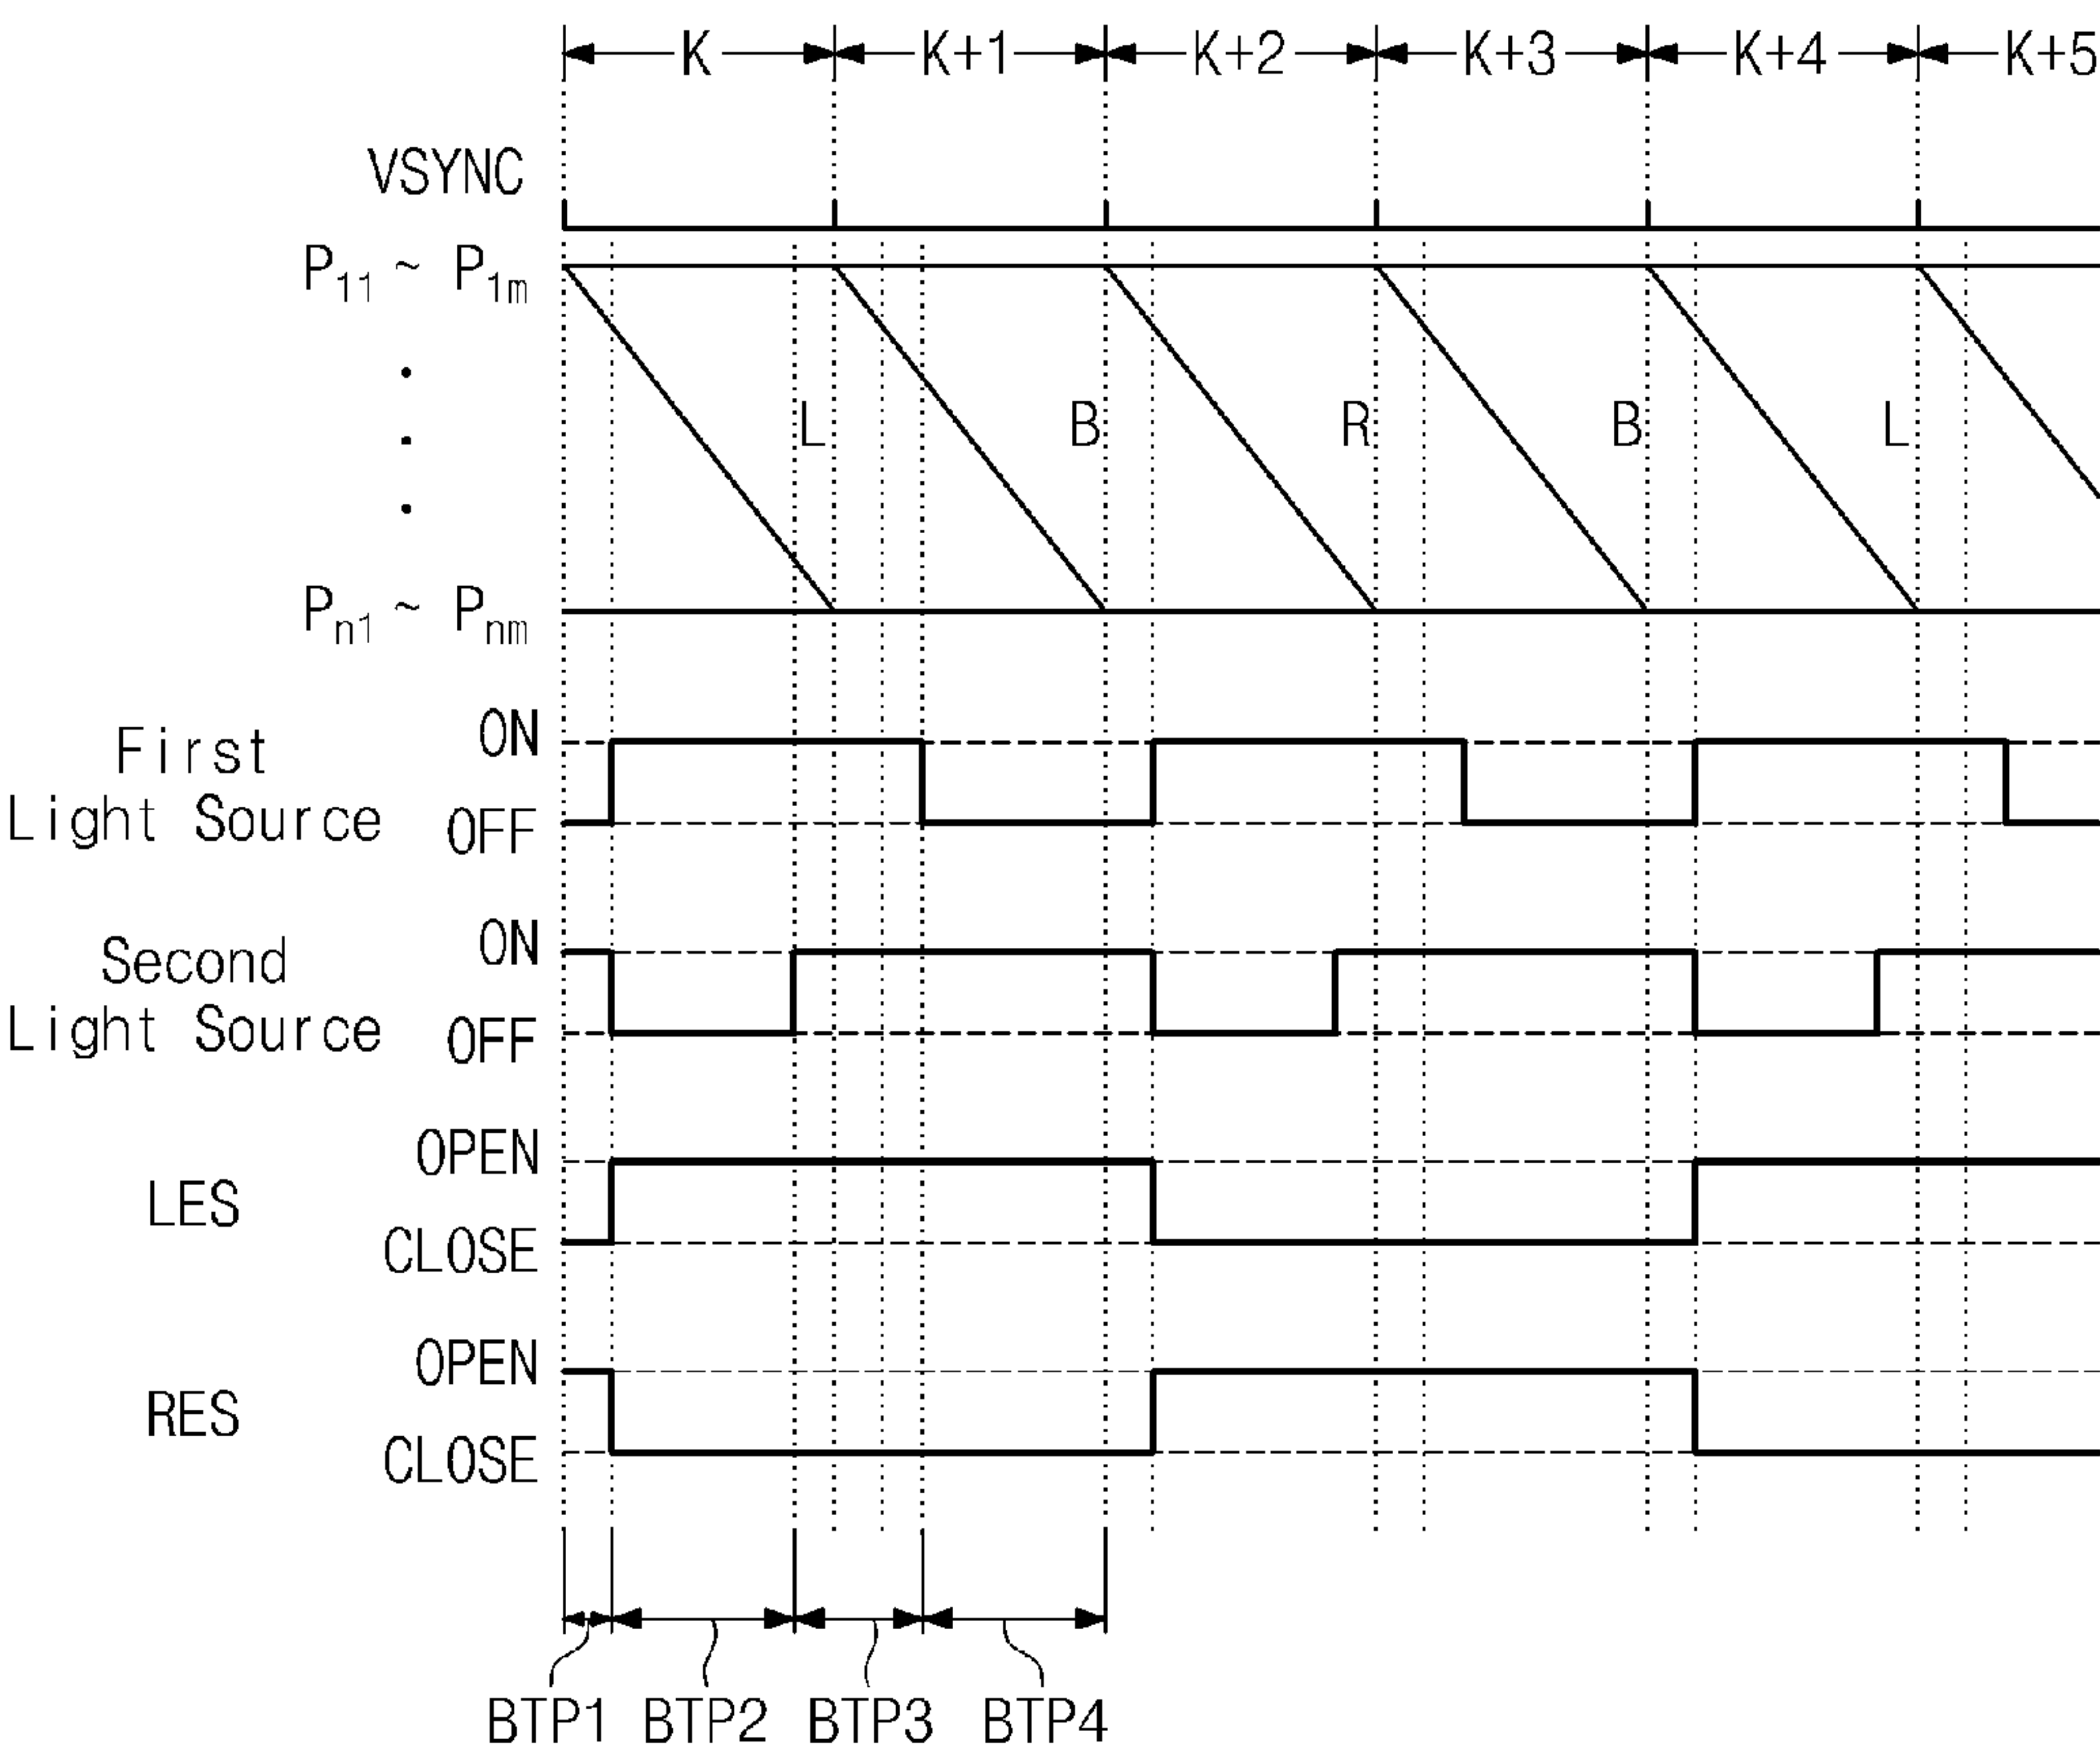 K K+1 K+2 K+3 K+4 K+5
VSYNC
P11 ~ P1m
L B R B L
Pn1 ~ Pnm
First
Light Source
ON
OFF
Second
Light Source
ON
OFF
LES
OPEN
CLOSE
RES
OPEN
CLOSE
BTP1 BTP2 BTP3 BTP4